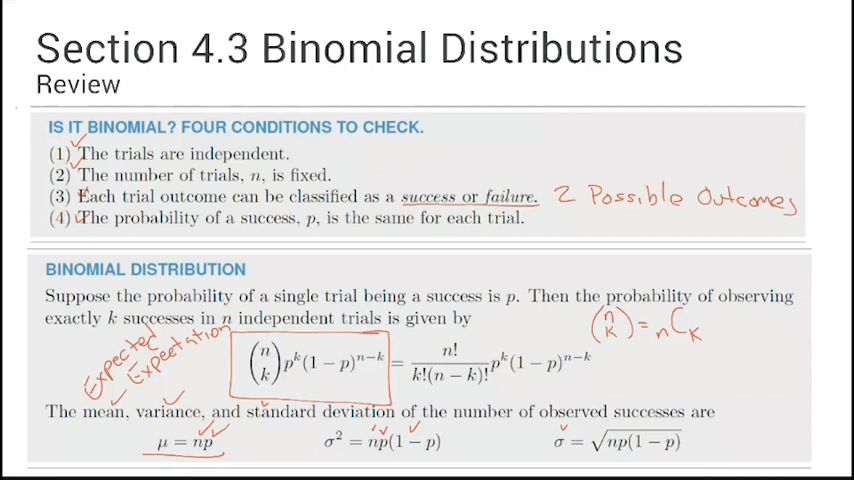 Section 4.3 Binomial Distributions
Review
IS IT BINOMIAL? FOUR CONDITIONS TO CHECK.
(1) The trials are independent.
(2) The number of trials, n, is fixed.
(3) Each trial outcome can be classified as a success or failure. 2 Possible Outcomes
(4) The probability of a success, p, is the same for each trial.
BINOMIAL DISTRIBUTION
Suppose the probability of a single trial being a success is p. Then the probability of observing
exactly k successes in n independent trials is given by
(n k) = nCk
Expected
Expectation
(n k) p^k(1 − p)^{n−k} = n! / k!(n − k)! p^k(1 − p)^{n−k}
The mean, variance, and standard deviation of the number of observed successes are
μ = np σ² = np(1 − p) σ = √np(1 − p)